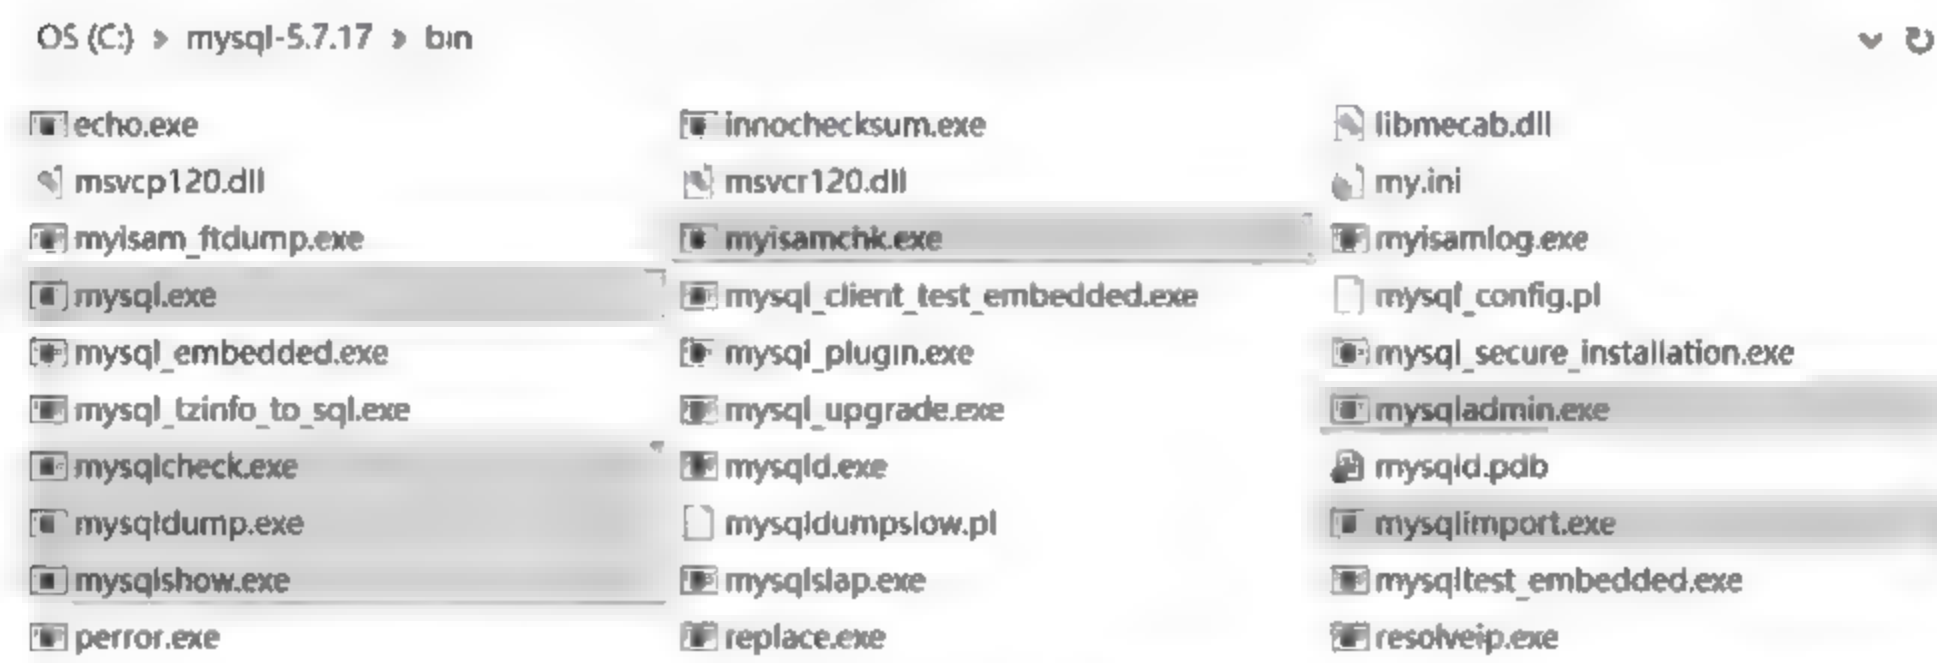 OS (C:) > mysql-5.7.17 > bin
echo.exe innochecksum.exe libmecab.dll
msvcp120.dll msvcr120.dll my.ini
myisam_ftdump.exe myisamchk.exe myisamlog.exe
mysql.exe mysql_client_test_embedded.exe mysql_config.pl
mysql_embedded.exe mysql_plugin.exe mysql_secure_installation.exe
mysql_tzinfo_to_sql.exe mysql_upgrade.exe mysqladmin.exe
mysqlcheck.exe mysqld.exe mysqld.pdb
mysqldump.exe mysqldumpslow.pl mysqlimport.exe
mysqlshow.exe mysqlslap.exe mysqltest_embedded.exe
perror.exe replace.exe resolveip.exe